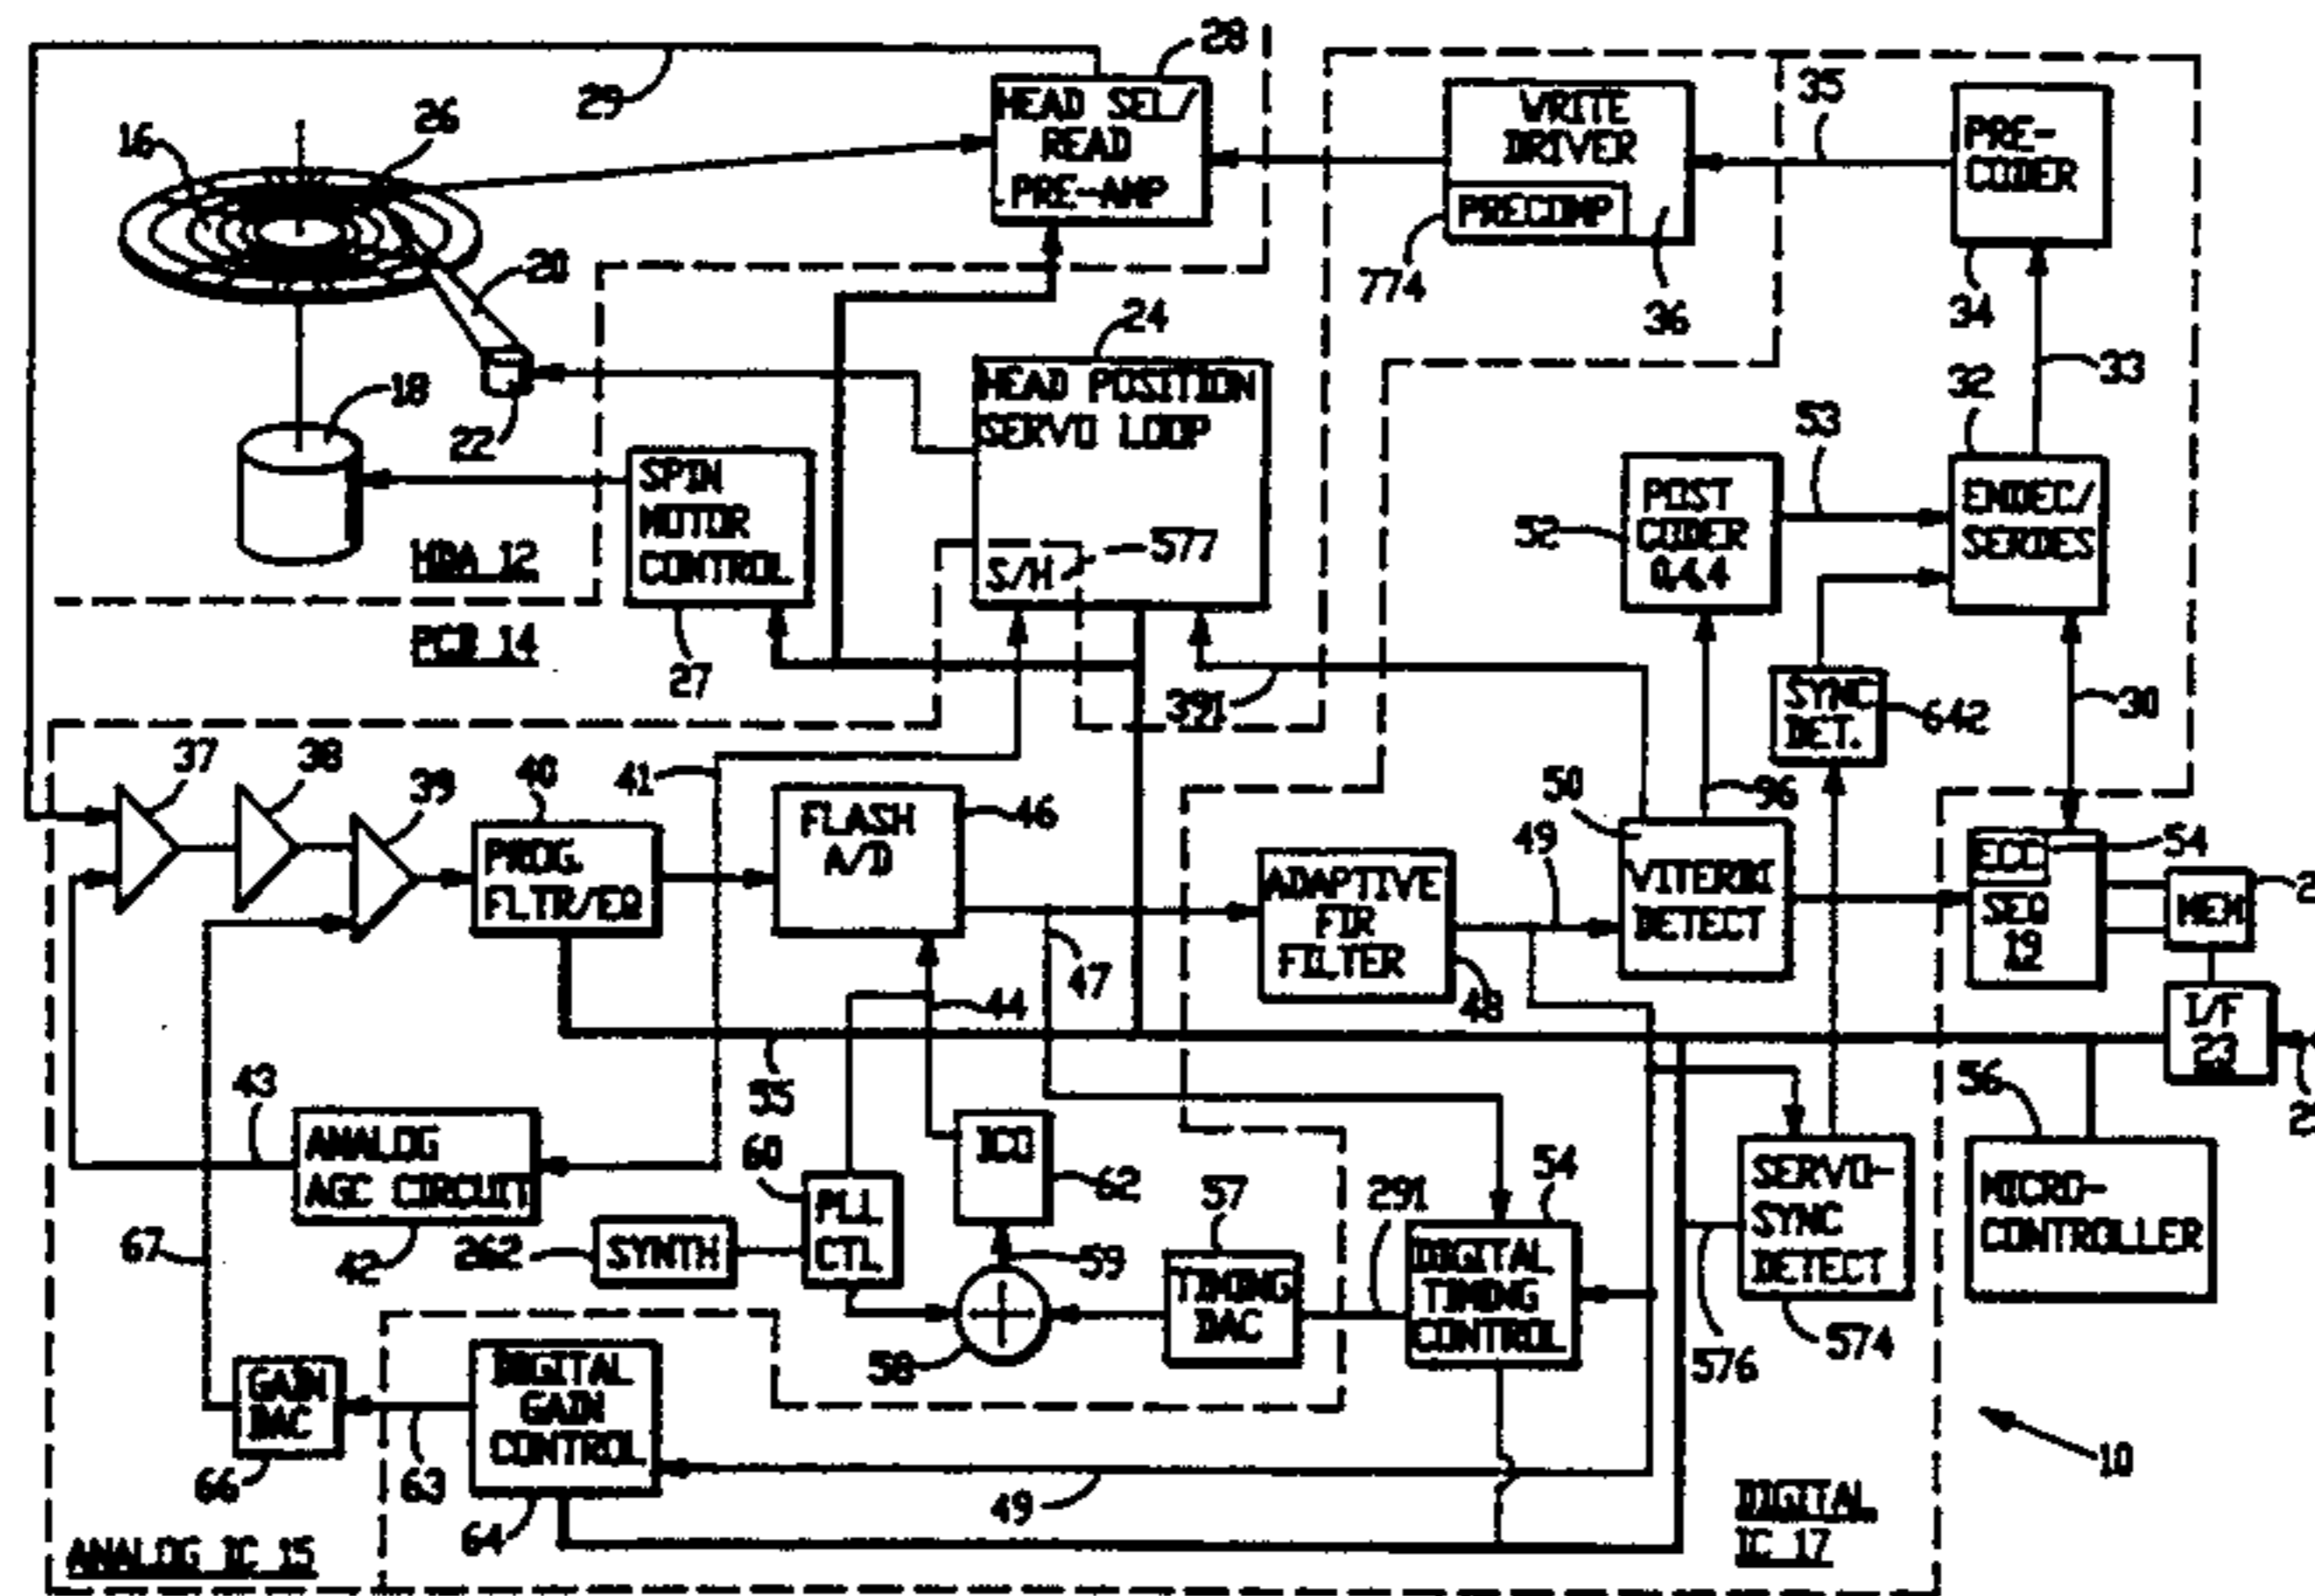 29
28
HEAD SEL/
READ
PRE-AMP
WRITE
DRIVER
PRECOMP
774
36
35
PRE-
CODER
34
33
16
26
20
22
18
HDA 12
PCB 14
SPIN
MOTOR
CONTROL
27
24
HEAD POSITION
SERVO LOOP
S/H
577
391
52
POST
CODER
53
32
ENDEC/
SERDES
SYNC
DET.
642
30
96
37
38
39
40
PROG.
FLTR/EQ
41
FLASH
A/D
46
47
44
ADAPTIVE
FIR
FILTER
48
49
50
VITERBI
DETECT
ECC
54
SEQ
19
MEM
I/F
23
55
43
ANALOG
AGC CIRCUIT
42
67
262
SYNTH
60
PLL
CTL
ICO
62
59
58
57
TIMING
DAC
291
54
DIGITAL
TIMING
CONTROL
SERVO-
SYNC
DETECT
574
576
56
MICRO-
CONTROLLER
10
GAIN
DAC
66
63
DIGITAL
GAIN
CONTROL
64
49
ANALOG IC 15
DIGITAL
IC 17